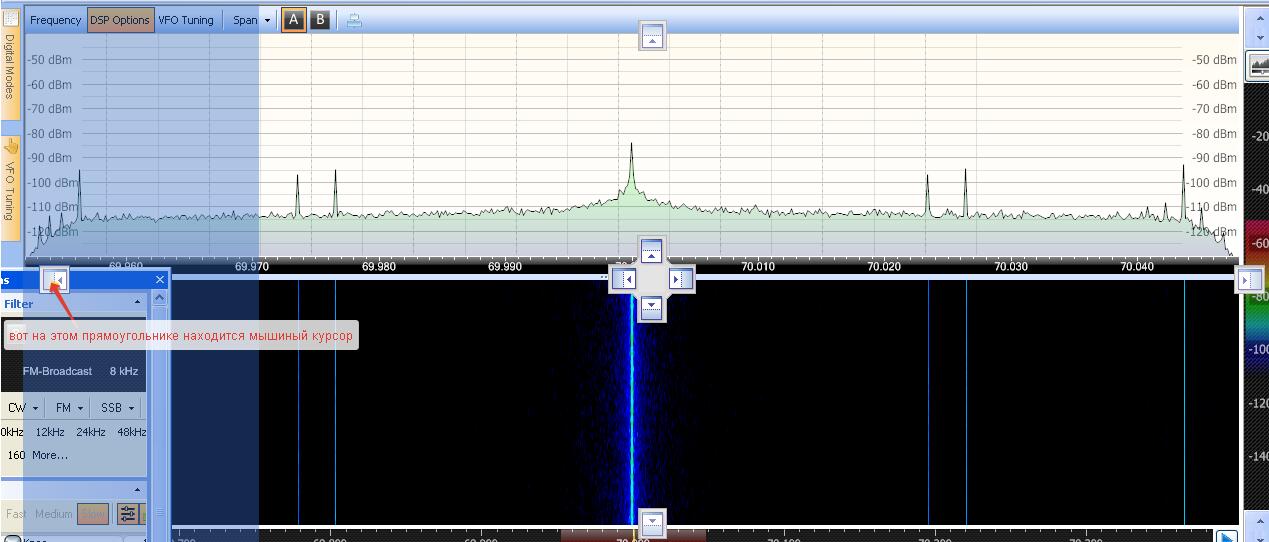 Frequency DSP Options VFO Tuning Span A B
Digital Modes
VFO Tuning
-50 dBm -50 dBm
-60 dBm -60 dBm
-70 dBm -70 dBm
-80 dBm -80 dBm
-90 dBm -90 dBm
-100 dBm -100 dBm
-110 dBm -110 dBm
-120 dBm -120 dBm
69.960 69.970 69.980 69.990 70.010 70.020 70.030 70.040
-20
-40
-60
-80
-100
-120
-140
ns
Filter
вот на этом прямоугольнике находится мышиный курсор
FM-Broadcast 8 kHz
CW FM SSB
0kHz 12kHz 24kHz 48kHz
160 More...
Fast Medium Slow